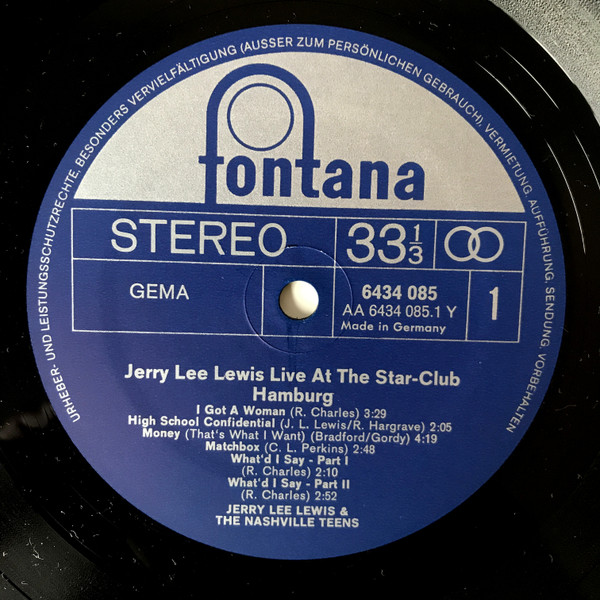 URHEBER- UND LEISTUNGSSCHUTZRECHTE, BESONDERS VERVIELFÄLTIGUNG (AUSSER ZUM PERSÖNLICHEN GEBRAUCH), VERMIETUNG, AUFFÜHRUNG, SENDUNG, VORBEHALTEN
fontana
STEREO 33 1/3
GEMA 6434 085 1
AA 6434 085.1 Y
Made in Germany
Jerry Lee Lewis Live At The Star-Club
Hamburg
I Got A Woman (R. Charles) 3:29
High School Confidential (J. L. Lewis/R. Hargrave) 2:05
Money (That's What I Want) (Bradford/Gordy) 4:19
Matchbox (C. L. Perkins) 2:48
What'd I Say - Part I
(R. Charles) 2:10
What'd I Say - Part II
(R. Charles) 2:52
JERRY LEE LEWIS &
THE NASHVILLE TEENS